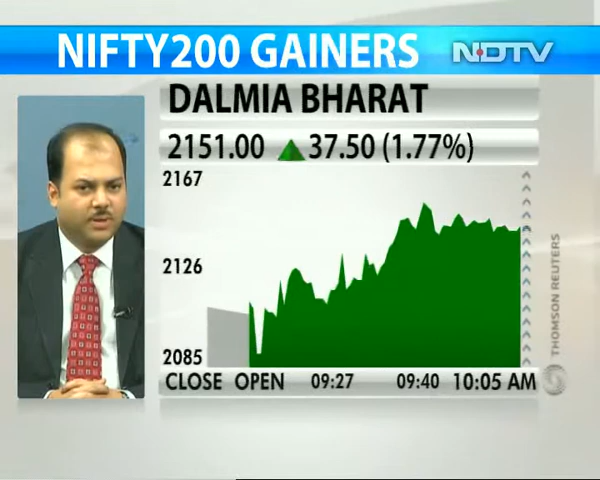 NIFTY200 GAINERS NDTV
DALMIA BHARAT
2151.00 ▲ 37.50 (1.77%)
2167
2126
2085
CLOSE OPEN 09:27 09:40 10:05 AM
THOMSON REUTERS